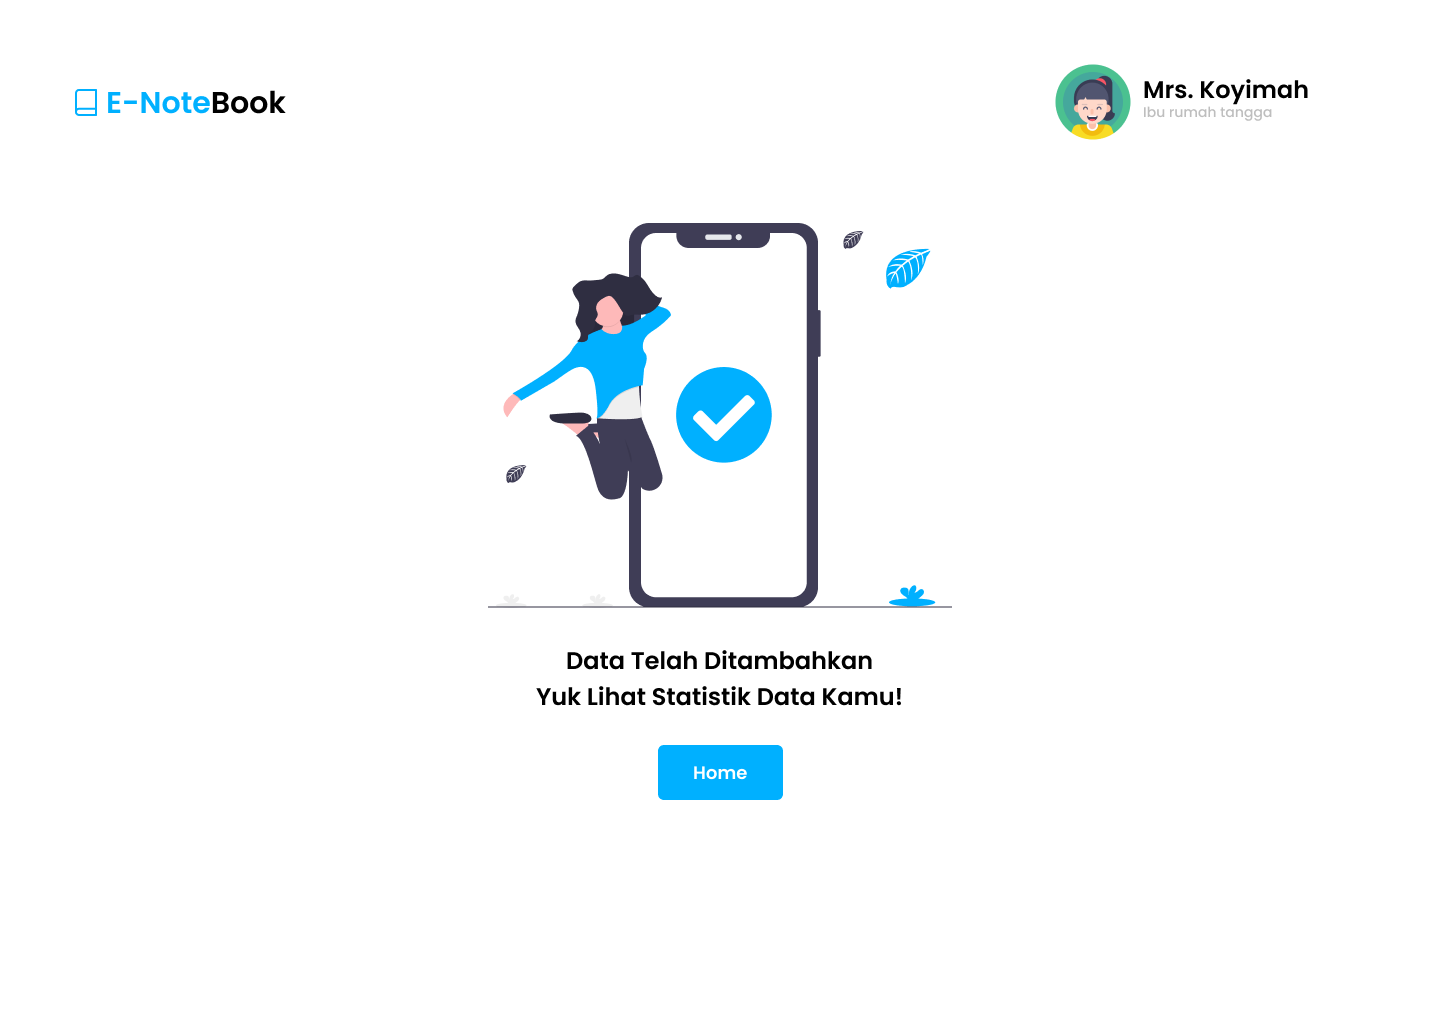 E-NoteBook
Mrs. Koyimah
Ibu rumah tangga
Data Telah Ditambahkan
Yuk Lihat Statistik Data Kamu!
Home